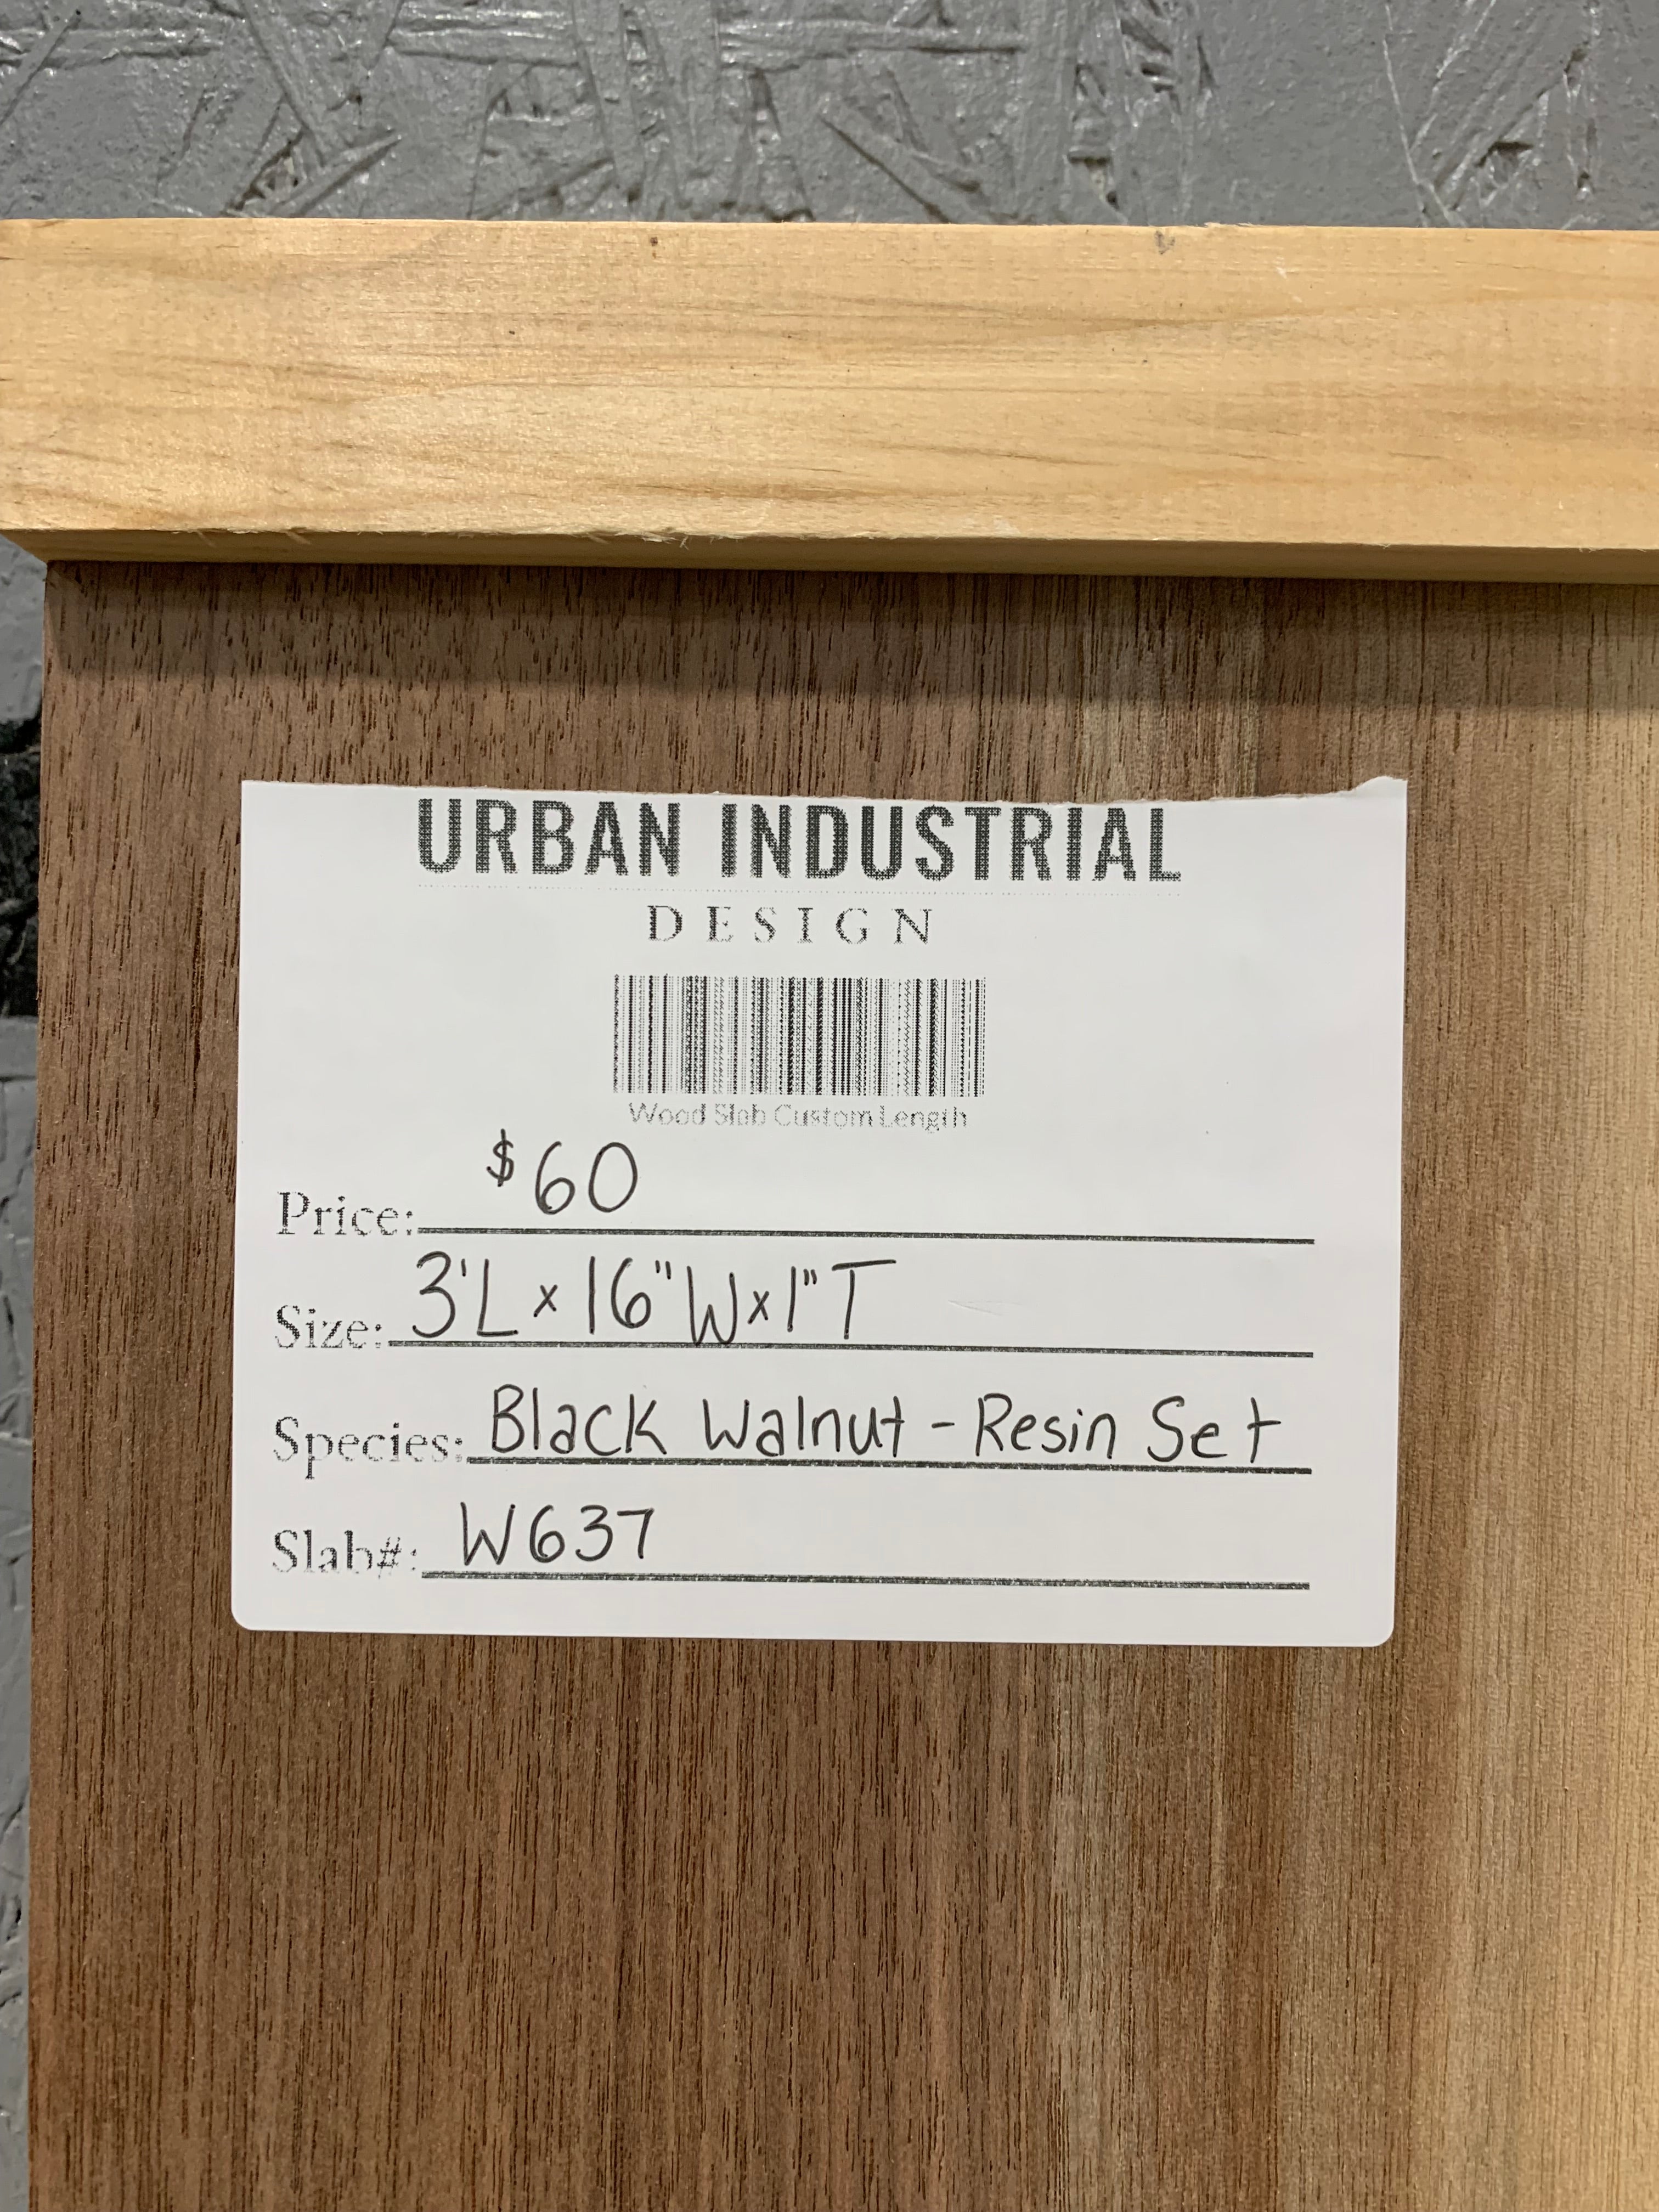 URBAN INDUSTRIAL
DESIGN
Wood Slab Custom Length
Price: $60
Size: 3'L x 16" W x 1" T
Species: Black Walnut - Resin Set
Slab#: W637